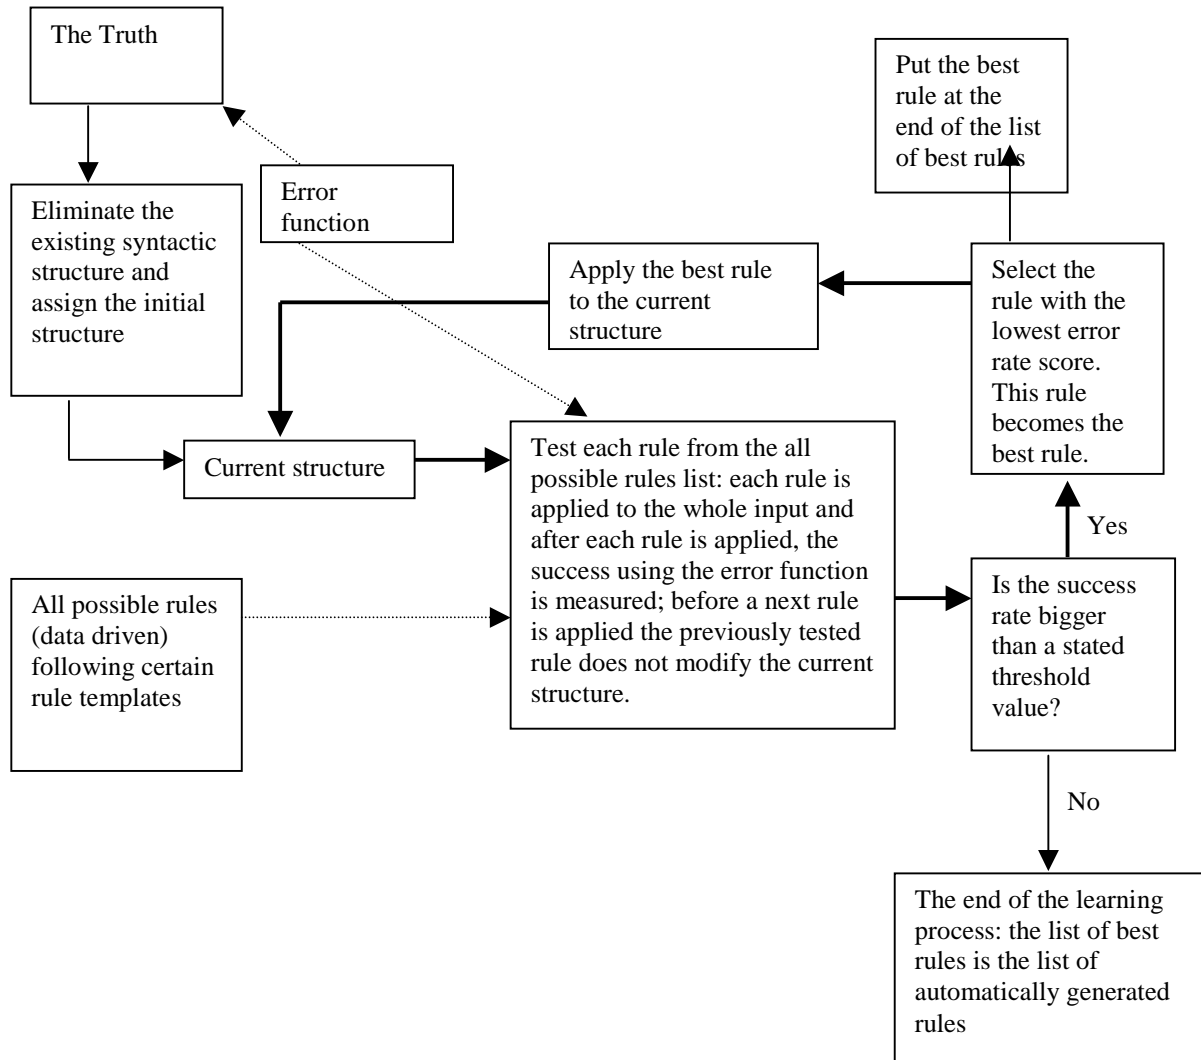 The Truth
Put the best
rule at the
end of the list
of best rules
Error
function
Eliminate the
existing syntactic
structure and
assign the initial
structure
Apply the best rule
to the current
structure
Select the
rule with the
lowest error
rate score.
This rule
becomes the
best rule.
Current structure
Test each rule from the all
possible rules list: each rule is
applied to the whole input and
after each rule is applied, the
success using the error function
is measured; before a next rule
is applied the previously tested
rule does not modify the current
structure.
Yes
All possible rules
(data driven)
following certain
rule templates
Is the success
rate bigger
than a stated
threshold
value?
No
The end of the learning
process: the list of best
rules is the list of
automatically generated
rules